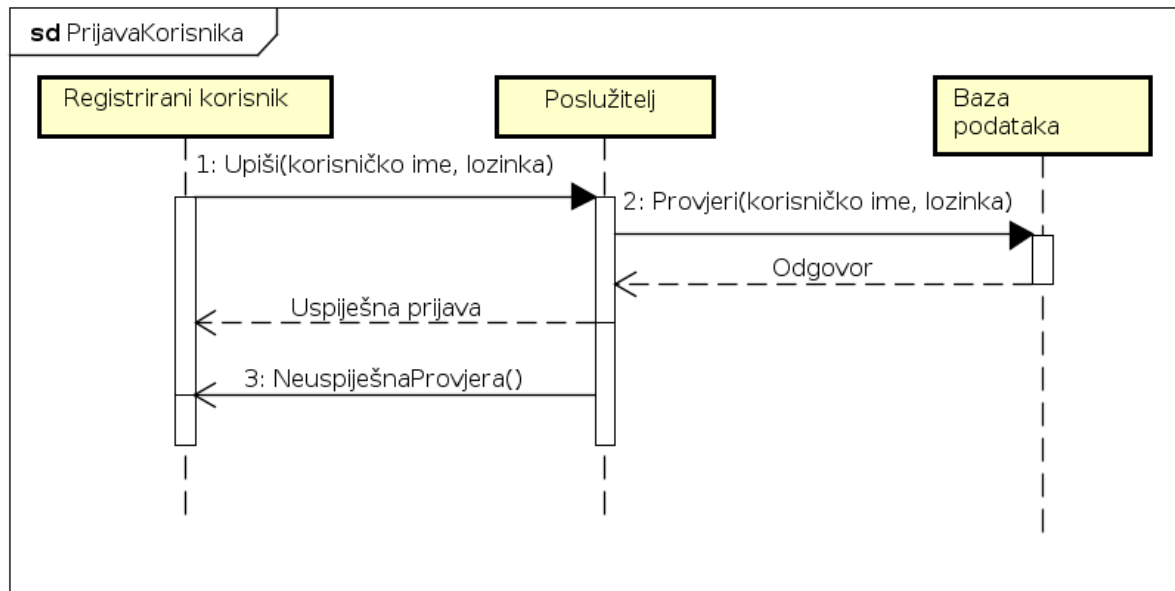 sd PrijavaKorisnika
Registrirani korisnik
Poslužitelj
Baza
podataka
1: Upiši(korisničko ime, lozinka)
2: Provjeri(korisničko ime, lozinka)
Odgovor
Uspiješna prijava
3: NeuspiješnaProvjera()